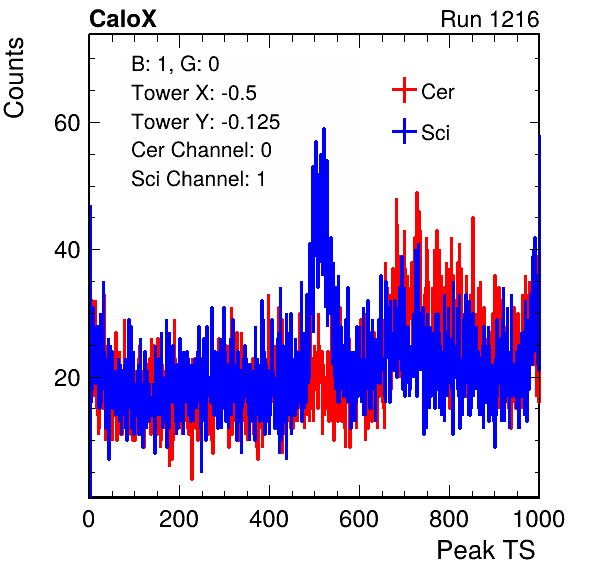 CaloX Run 1216
Counts
B: 1, G: 0
Tower X: -0.5
Tower Y: -0.125
Cer Channel: 0
Sci Channel: 1
Cer
Sci
60
40
20
0 200 400 600 800 1000
Peak TS